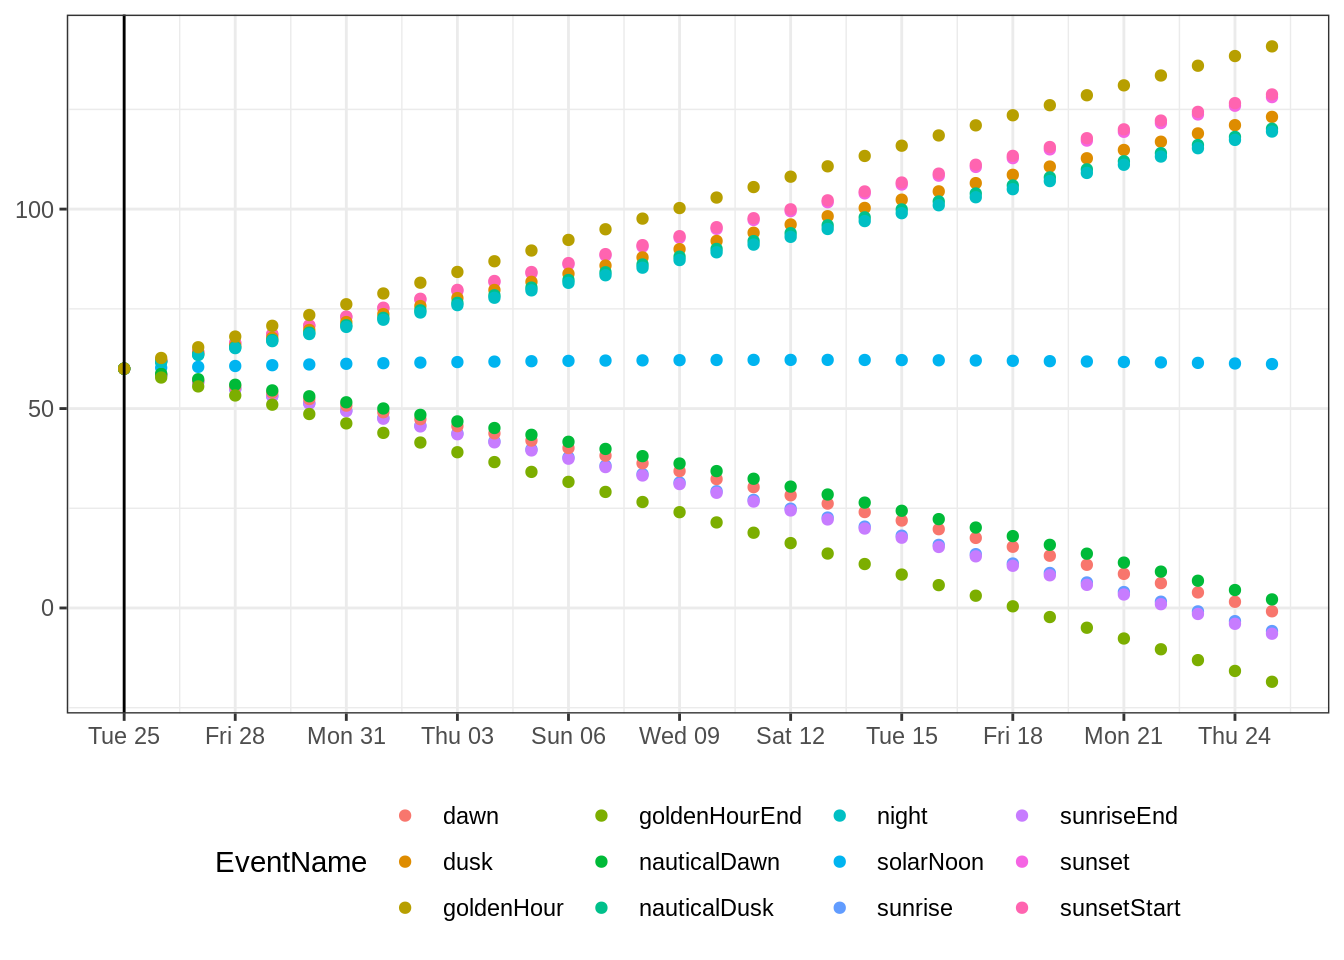 100
50
0
Tue 25 Fri 28 Mon 31 Thu 03 Sun 06 Wed 09 Sat 12 Tue 15 Fri 18 Mon 21 Thu 24
EventName
dawn goldenHourEnd night sunriseEnd
dusk nauticalDawn solarNoon sunset
goldenHour nauticalDusk sunrise sunsetStart